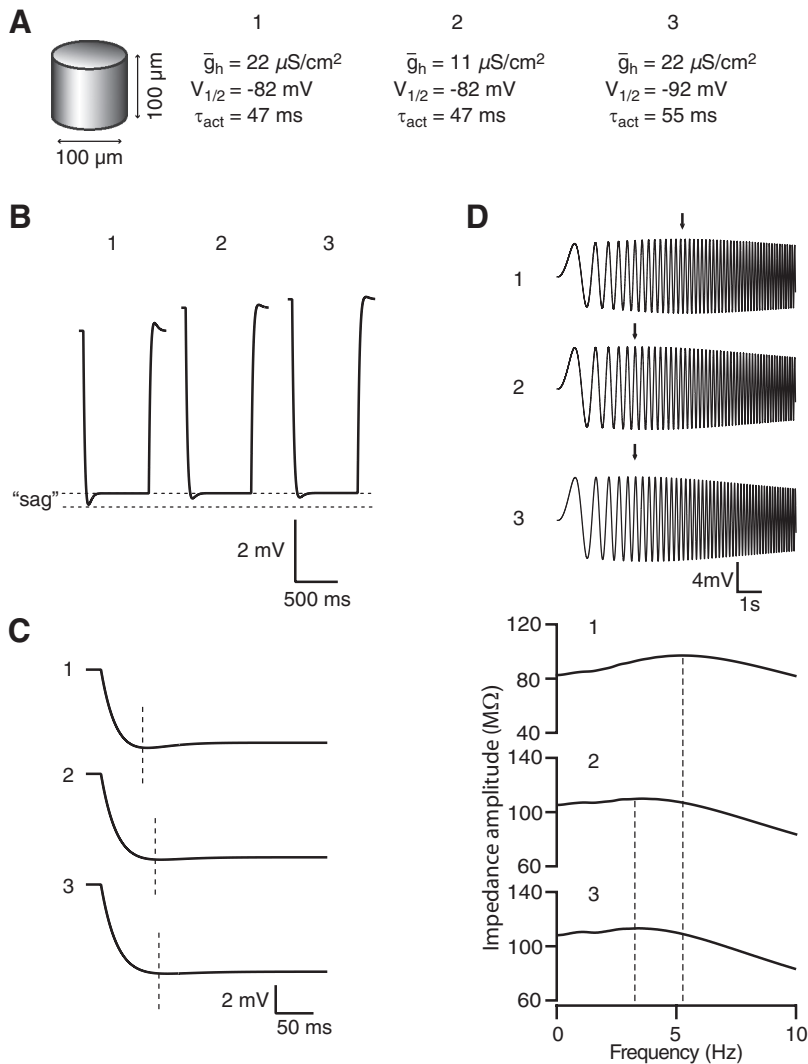 A
1
2
3
100 µm
100 µm
g̅h = 22 µS/cm²
V1/2 = -82 mV
τact = 47 ms
g̅h = 11 µS/cm²
V1/2 = -82 mV
τact = 47 ms
g̅h = 22 µS/cm²
V1/2 = -92 mV
τact = 55 ms
B
1
2
3
"sag"
2 mV
500 ms
C
1
2
3
2 mV
50 ms
D
1
2
3
4mV
1s
Impedance amplitude (MΩ)
120
80
40
1
140
100
60
2
140
100
60
3
0
5
10
Frequency (Hz)